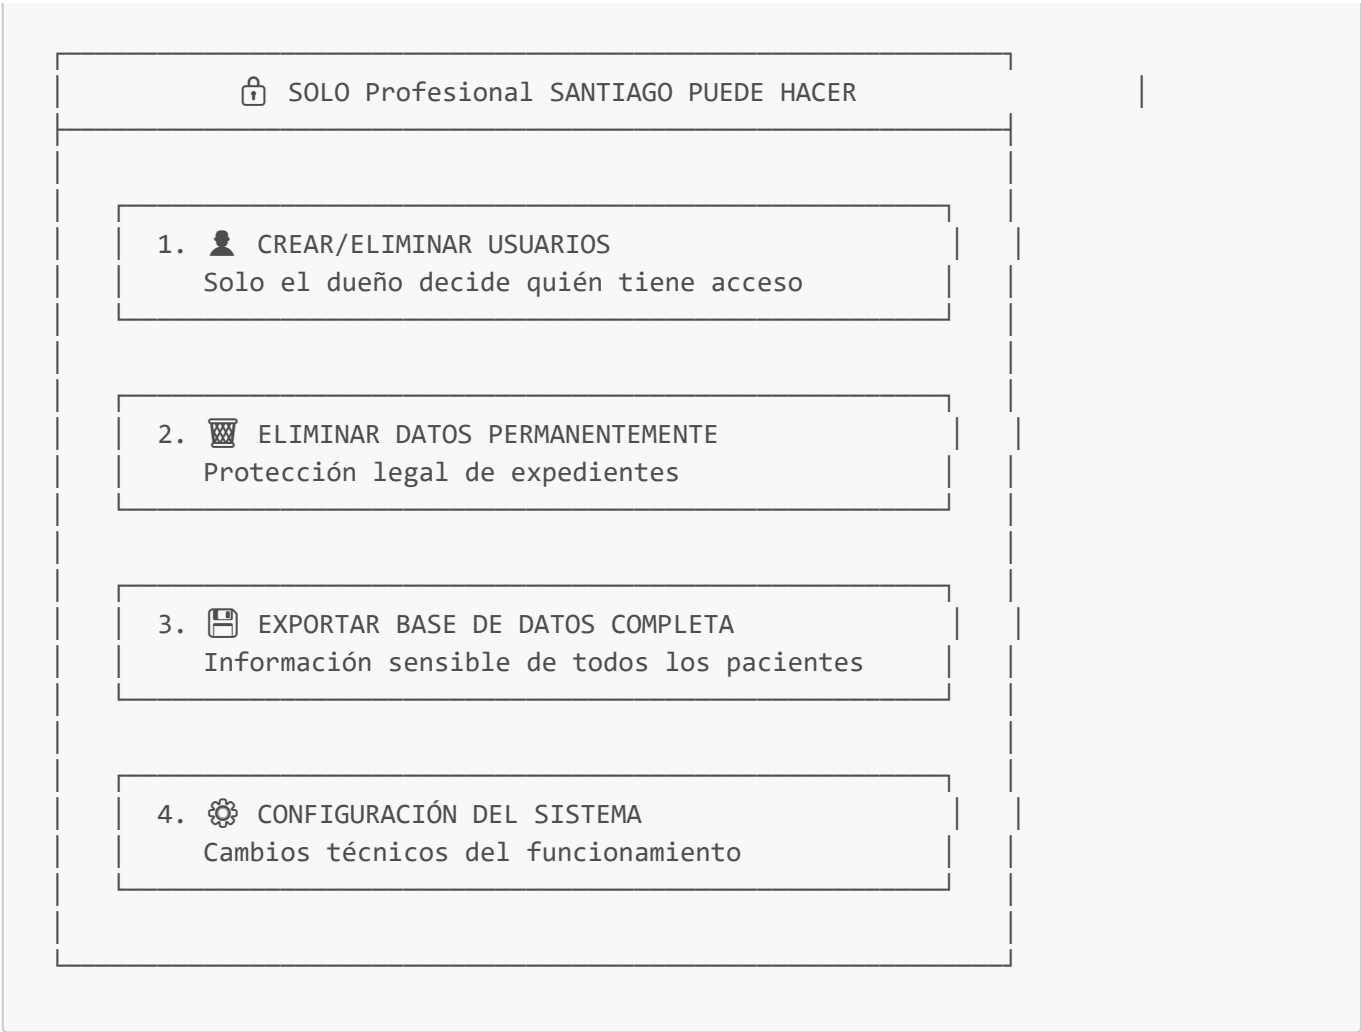 🔒 SOLO Profesional SANTIAGO PUEDE HACER
1. 👤 CREAR/ELIMINAR USUARIOS
Solo el dueño decide quién tiene acceso
2. 🗑 ELIMINAR DATOS PERMANENTEMENTE
Protección legal de expedientes
3. 💾 EXPORTAR BASE DE DATOS COMPLETA
Información sensible de todos los pacientes
4. ⚙ CONFIGURACIÓN DEL SISTEMA
Cambios técnicos del funcionamiento